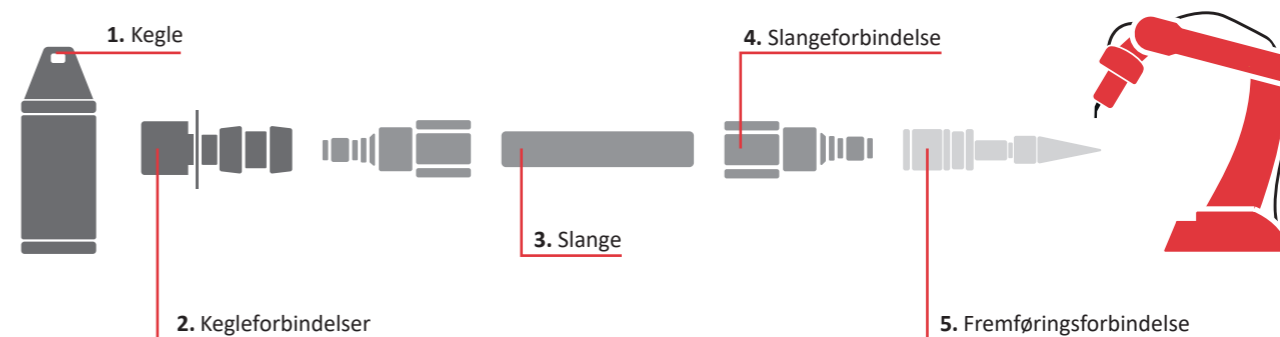 1. Kegle
2. Kegleforbindelser
3. Slange
4. Slangeforbindelse
5. Fremføringsforbindelse